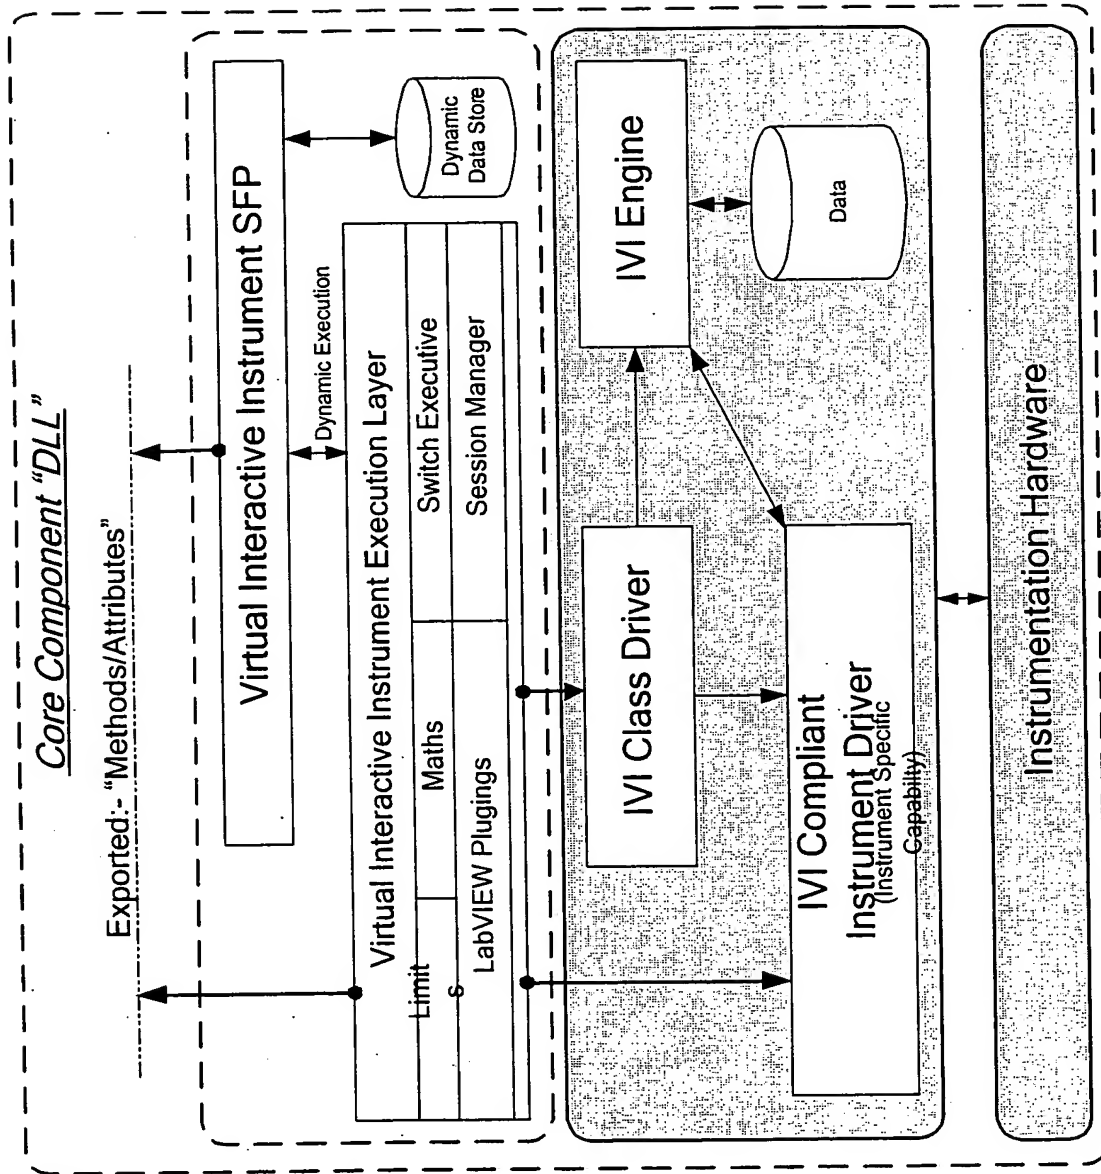 Core Component "DLL"
Exported:- "Methods/Attributes"
Virtual Interactive Instrument SFP
Dynamic Execution
Dynamic
Data Store
Virtual Interactive Instrument Execution Layer
Limit
s
Maths
Switch Executive
LabVIEW Plugings
Session Manager
IVI Class Driver
IVI Engine
IVI Compliant
Instrument Driver
(Instrument Specific
Capability)
Data
Instrumentation Hardware